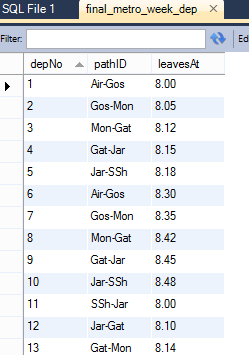 SQL File 1 final_metro_week_dep
Filter: Ed
depNo pathID leavesAt
1 Air-Gos 8.00
2 Gos-Mon 8.05
3 Mon-Gat 8.12
4 Gat-Jar 8.15
5 Jar-SSh 8.18
6 Air-Gos 8.30
7 Gos-Mon 8.35
8 Mon-Gat 8.42
9 Gat-Jar 8.45
10 Jar-SSh 8.48
11 SSh-Jar 8.00
12 Jar-Gat 8.10
13 Gat-Mon 8.14